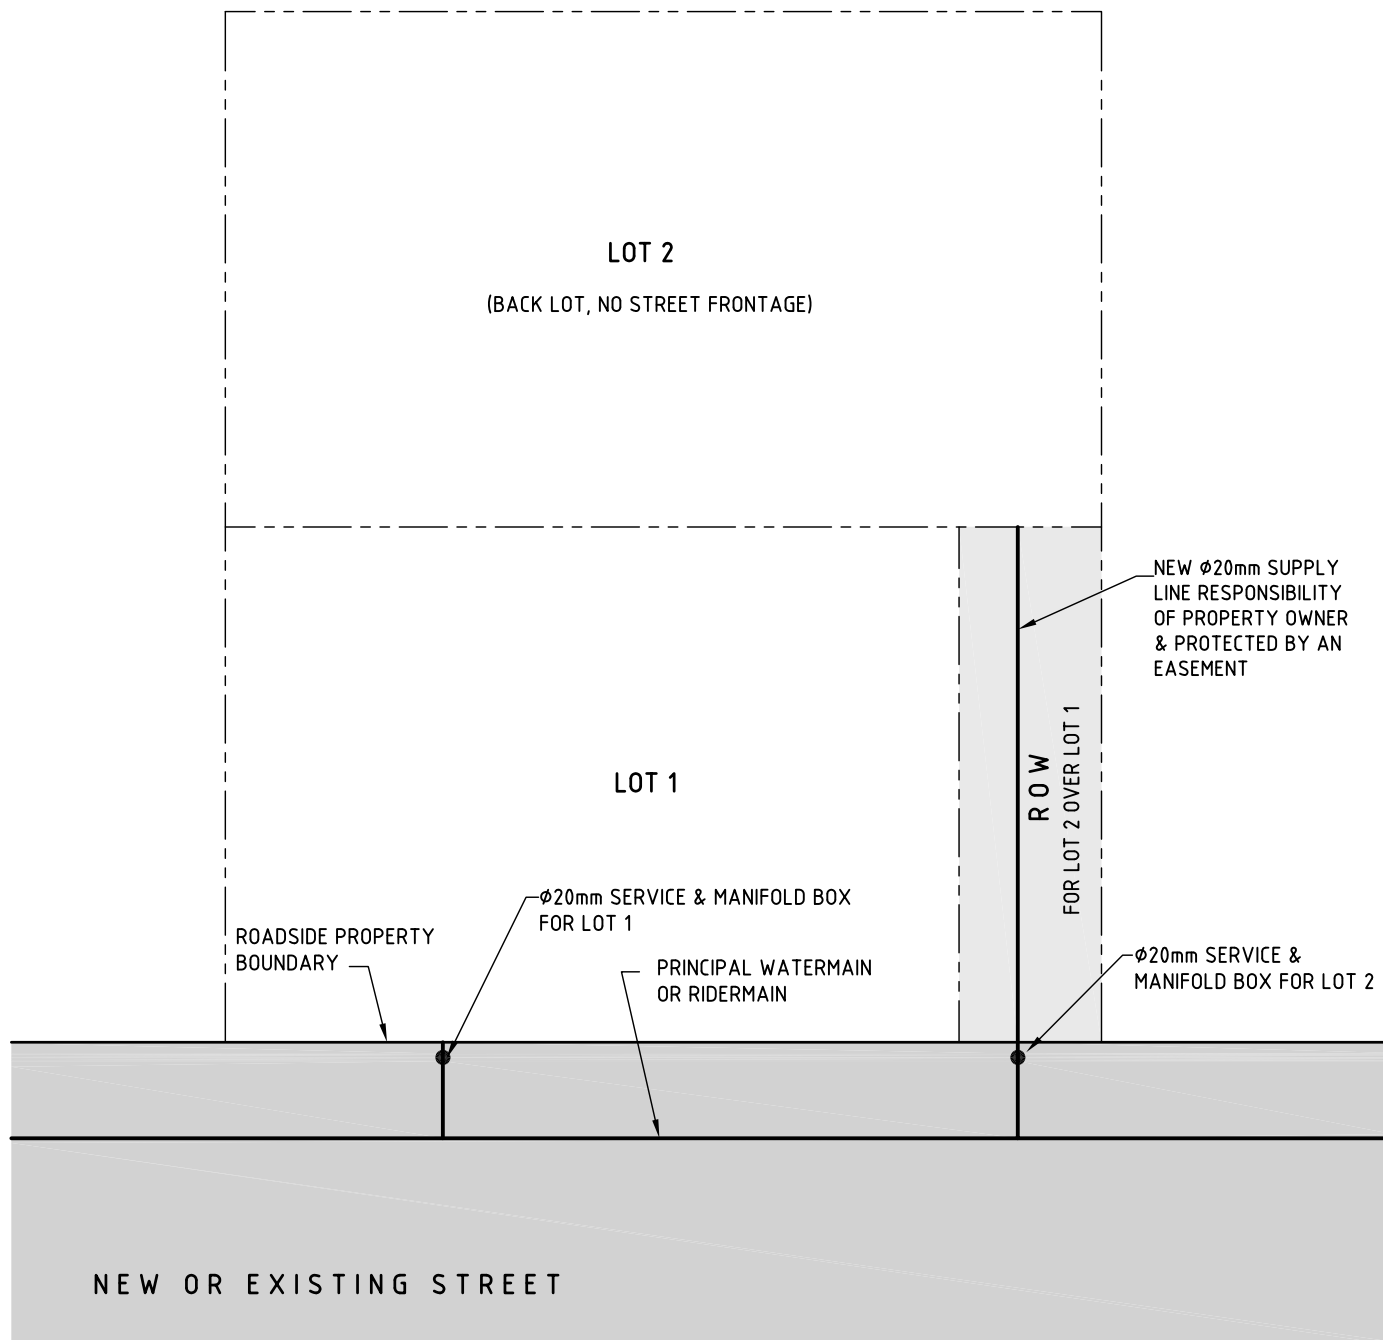 LOT 2
(BACK LOT, NO STREET FRONTAGE)
NEW Ø20mm SUPPLY
LINE RESPONSIBILITY
OF PROPERTY OWNER
& PROTECTED BY AN
EASEMENT
LOT 1
ROW
FOR LOT 2 OVER LOT 1
Ø20mm SERVICE & MANIFOLD BOX
FOR LOT 1
ROADSIDE PROPERTY
BOUNDARY
PRINCIPAL WATERMAIN
OR RIDERMAIN
Ø20mm SERVICE &
MANIFOLD BOX FOR LOT 2
NEW OR EXISTING STREET